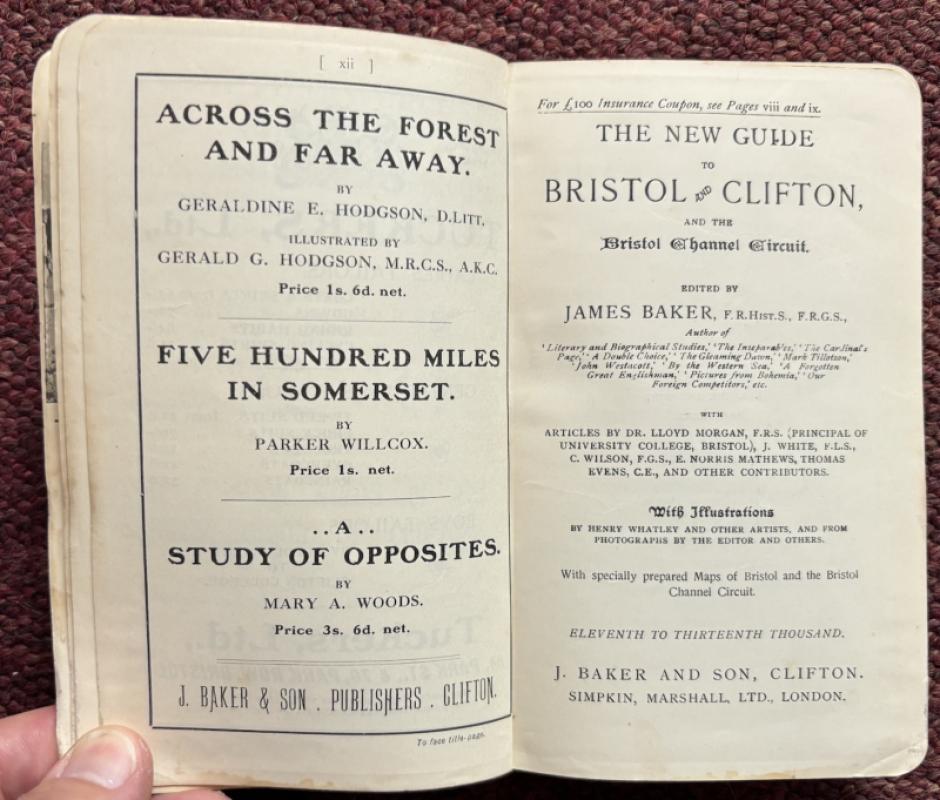 [ xii ]
ACROSS THE FOREST
AND FAR AWAY.
BY
GERALDINE E. HODGSON, D.LITT,
ILLUSTRATED BY
GERALD G. HODGSON, M.R.C.S., A.K.C.
Price 1s. 6d. net.
FIVE HUNDRED MILES
IN SOMERSET.
BY
PARKER WILLCOX.
Price 1s. net.
..A..
STUDY OF OPPOSITES.
BY
MARY A. WOODS.
Price 3s. 6d. net.
J. BAKER & SON . PUBLISHERS . CLIFTON.
To face title-page.
For £100 Insurance Coupon, see Pages viii and ix.
THE NEW GUIDE
TO
BRISTOL AND CLIFTON,
AND THE
Bristol Channel Circuit.
EDITED BY
JAMES BAKER, F.R.HIST.S., F.R.G.S.,
Author of
'Literary and Biographical Studies,' 'The Inseparables,' 'The Cardinal's
Page,' 'A Double Choice,' 'The Gleaming Dawn,' 'Mark Tillotson,'
'John Westacott,' 'By the Western Sea,' 'A Forgotten
Great Englishman,' 'Pictures from Bohemia,' 'Our
Foreign Competitors,' etc.
WITH
ARTICLES BY DR. LLOYD MORGAN, F.R.S. (PRINCIPAL OF
UNIVERSITY COLLEGE, BRISTOL), J. WHITE, F.L.S.,
C. WILSON, F.G.S., E. NORRIS MATHEWS, THOMAS
EVENS, C.E., AND OTHER CONTRIBUTORS.
With Illustrations
BY HENRY WHATLEY AND OTHER ARTISTS, AND FROM
PHOTOGRAPHS BY THE EDITOR AND OTHERS.
With specially prepared Maps of Bristol and the Bristol
Channel Circuit.
ELEVENTH TO THIRTEENTH THOUSAND.
J. BAKER AND SON, CLIFTON.
SIMPKIN, MARSHALL, LTD., LONDON.